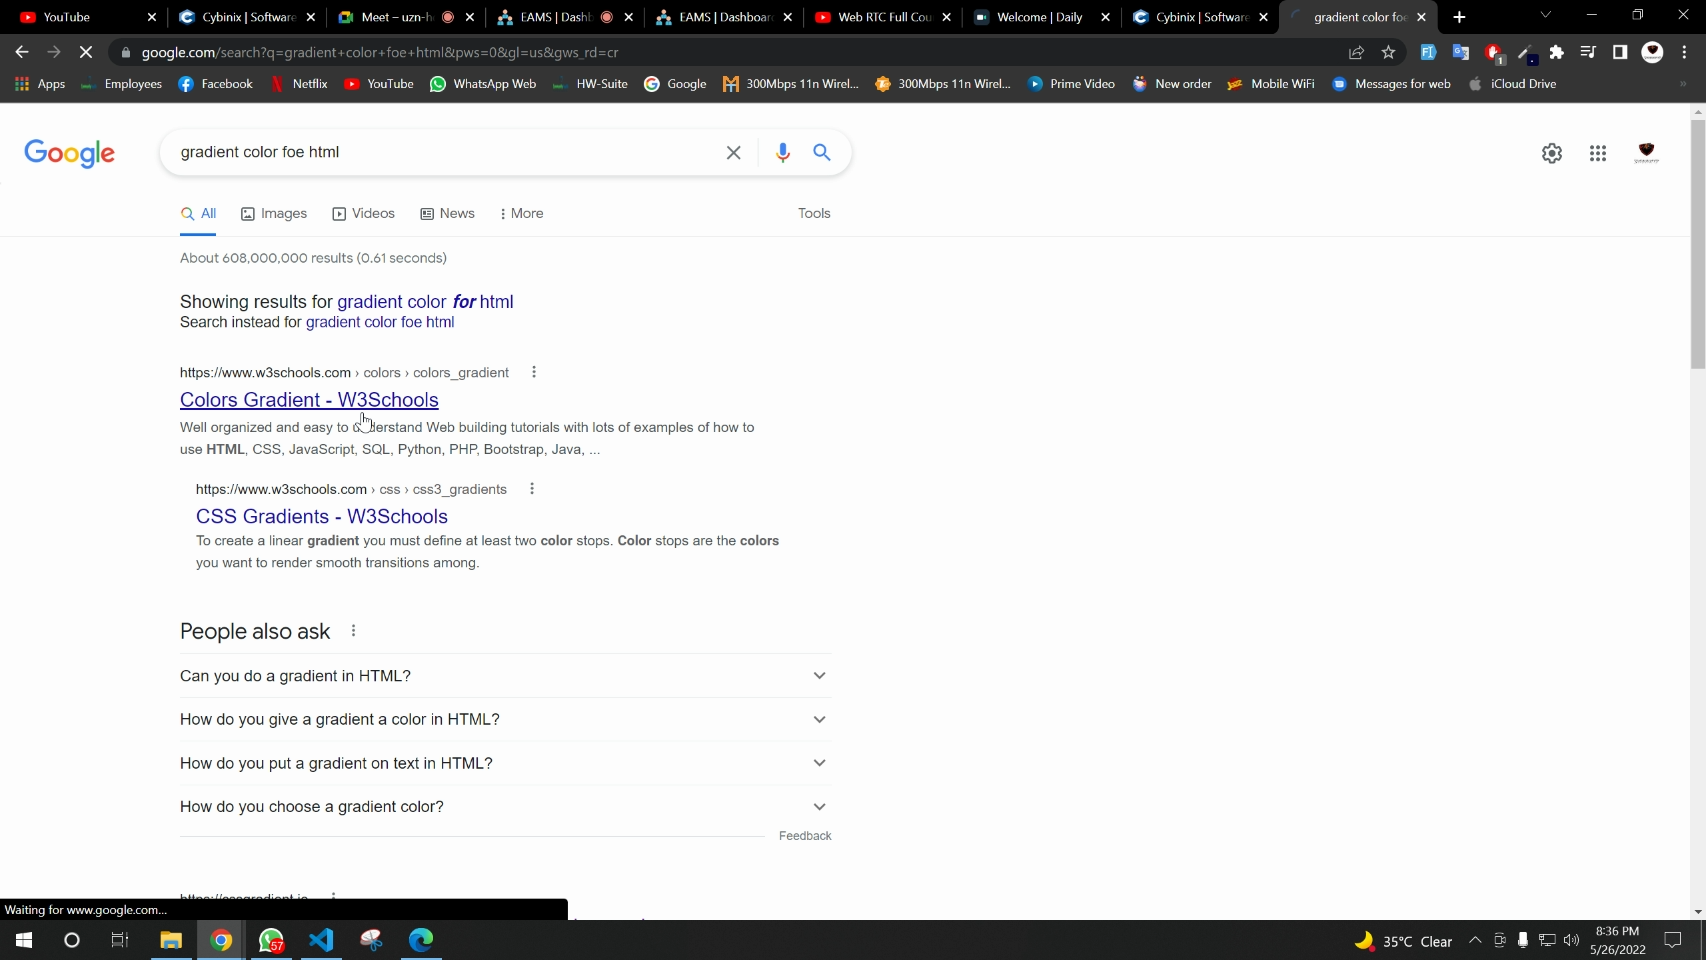 YouTube
Cybinix | Software
Meet – uzn-h
EAMS | Dashb
EAMS | Dashboard
Web RTC Full Cou
Welcome | Daily
Cybinix | Software
gradient color foe
google.com/search?q=gradient+color+foe+html&pws=0&gl=us&gws_rd=cr
1
Apps
Employees
Facebook
Netflix
YouTube
WhatsApp Web
HW-Suite
Google
300Mbps 11n Wirel...
300Mbps 11n Wirel...
Prime Video
New order
Mobile WiFi
Messages for web
iCloud Drive
Google
gradient color foe html
All
Images
Videos
News
More
Tools
About 608,000,000 results (0.61 seconds)
Showing results for gradient color for html
Search instead for gradient color foe html
https://www.w3schools.com › colors › colors_gradient
Colors Gradient - W3Schools
Well organized and easy to understand Web building tutorials with lots of examples of how to
use HTML, CSS, JavaScript, SQL, Python, PHP, Bootstrap, Java, ...
https://www.w3schools.com › css › css3_gradients
CSS Gradients - W3Schools
To create a linear gradient you must define at least two color stops. Color stops are the colors
you want to render smooth transitions among.
People also ask
Can you do a gradient in HTML?
How do you give a gradient a color in HTML?
How do you put a gradient on text in HTML?
How do you choose a gradient color?
Feedback
https://cssgradient.io
Waiting for www.google.com...
57
35°C Clear
8:36 PM
5/26/2022